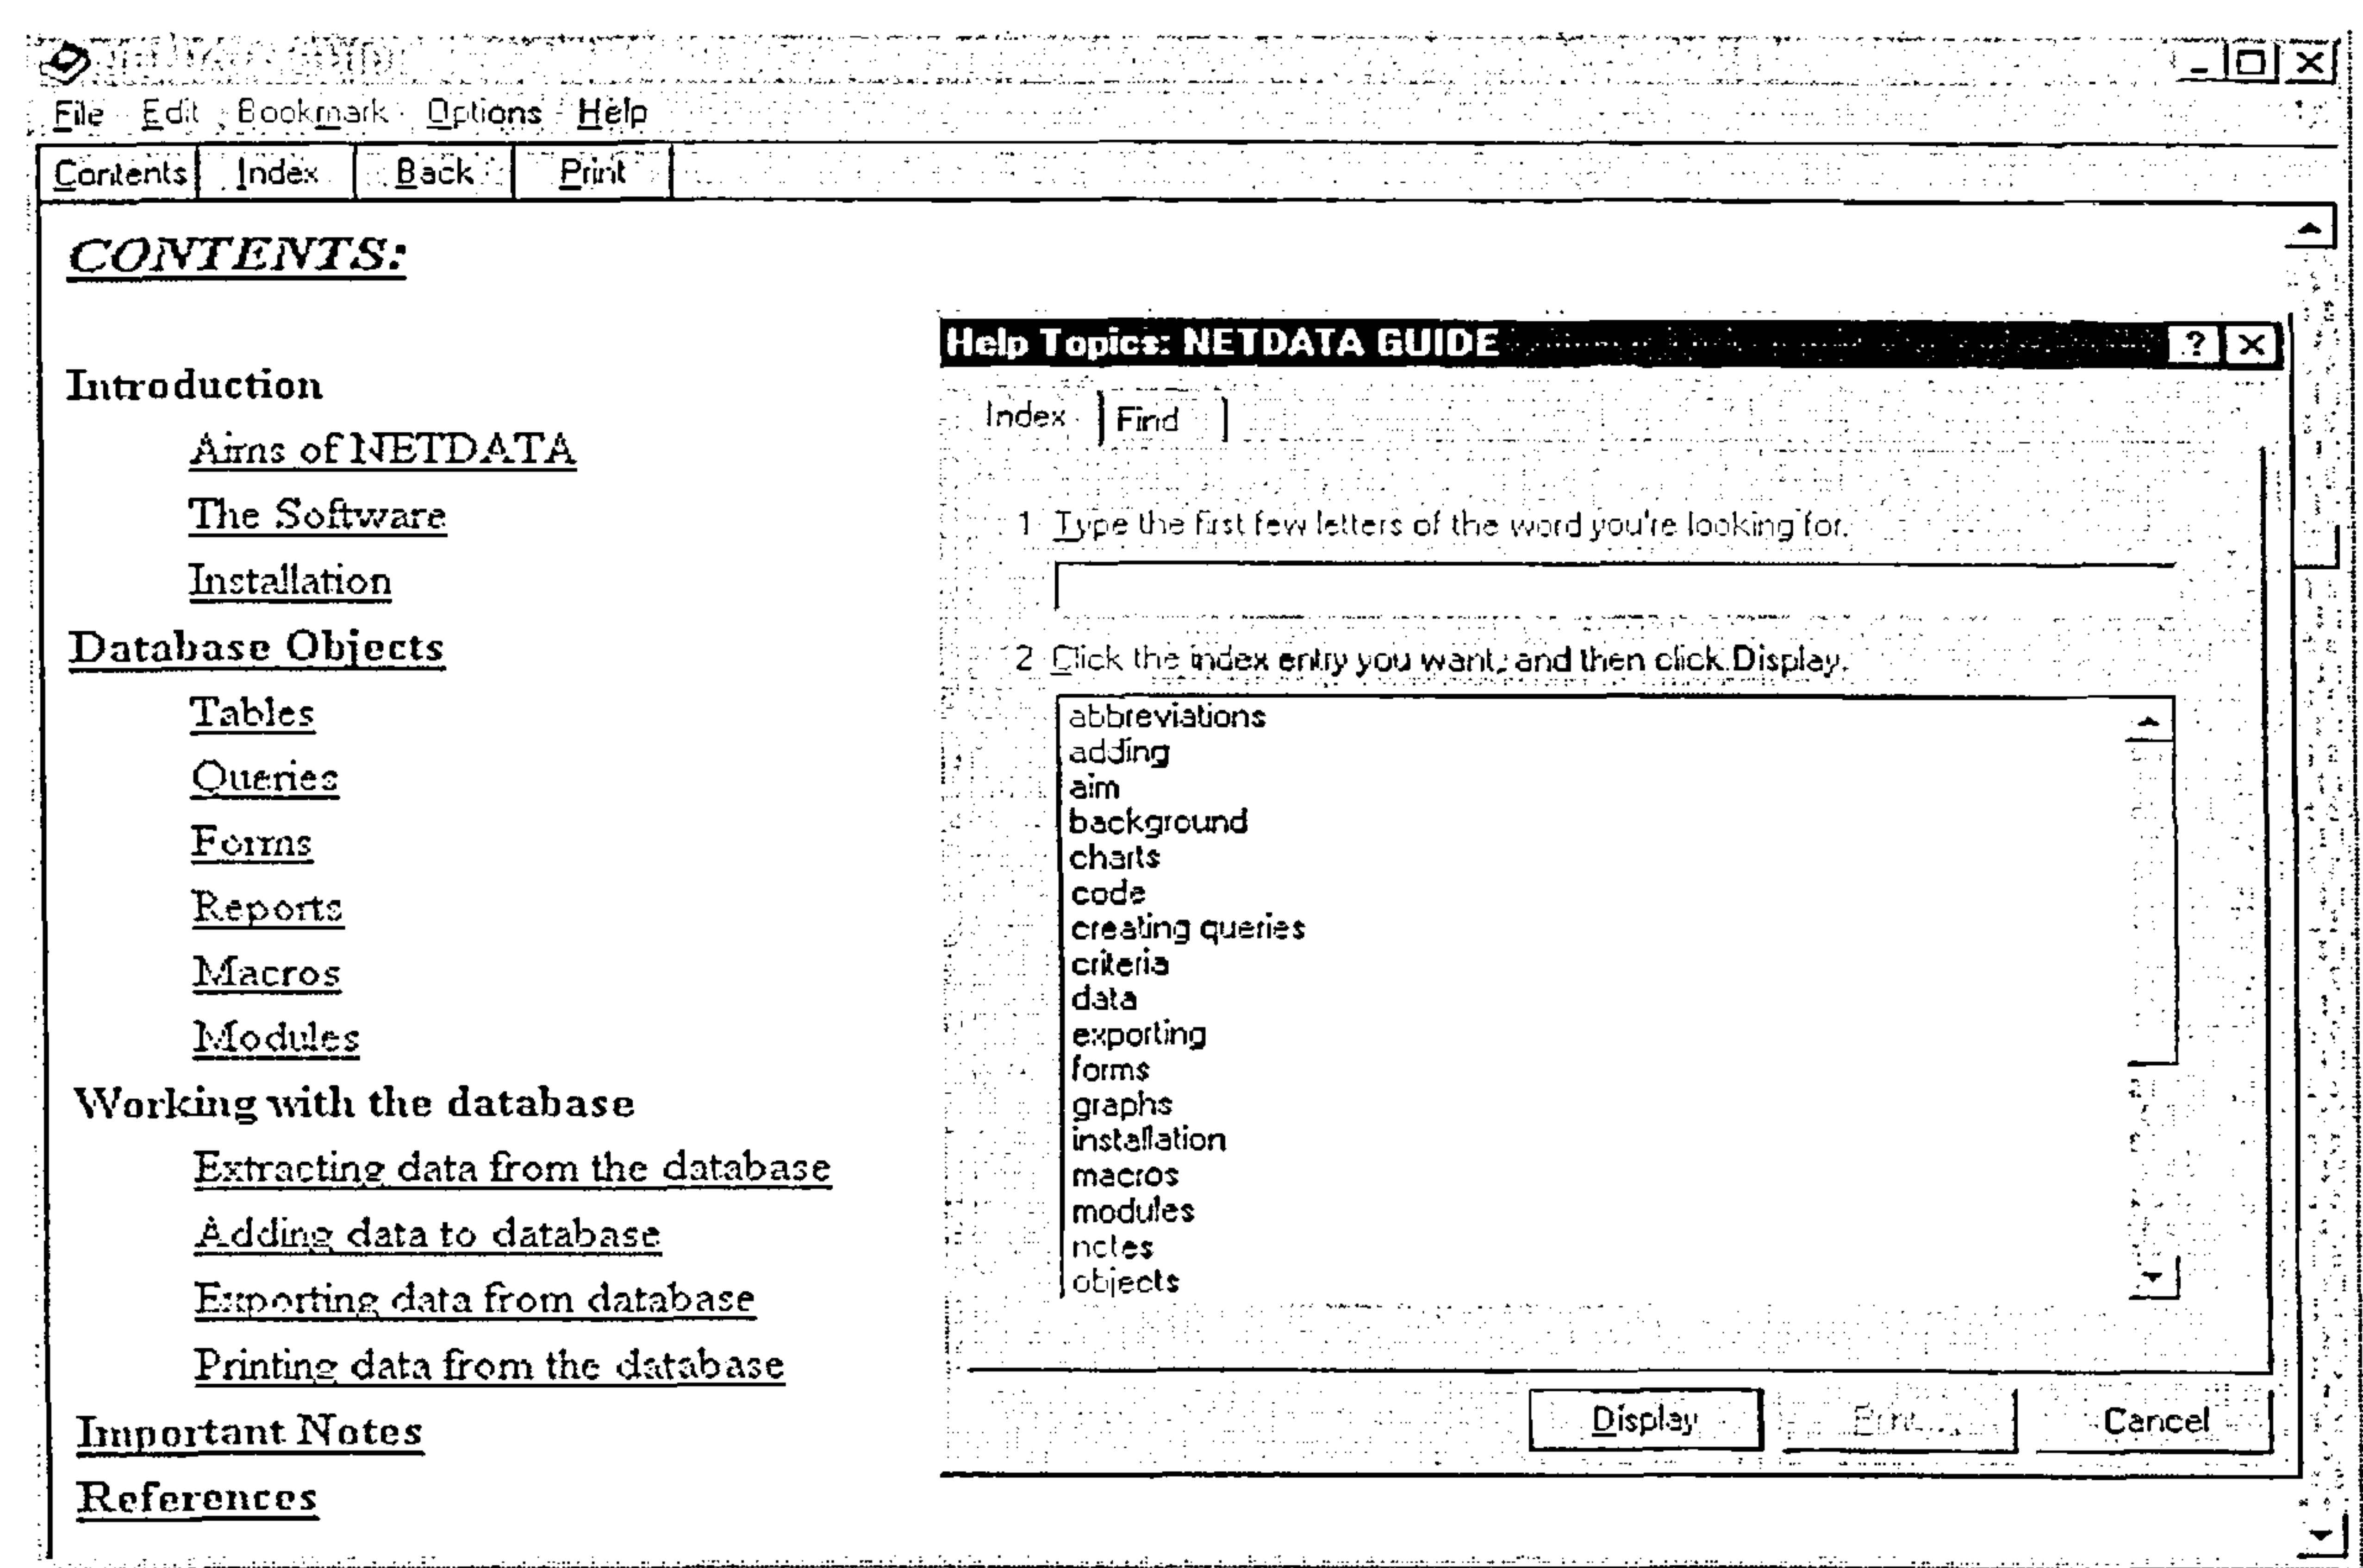 File Edit Bookmark Options Help
Contents Index Back Print
CONTENTS:
Introduction
Aims of NETDATA
The Software
Installation
Database Objects
Tables
Queries
Forms
Reports
Macros
Modules
Working with the database
Extracting data from the database
Adding data to database
Exporting data from database
Printing data from the database
Important Notes
References
Help Topics: NETDATA GUIDE
Index Find
1 Type the first few letters of the word you're looking for.
2 Click the index entry you want, and then click Display.
abbreviations
adding
aim
background
charts
code
creating queries
criteria
data
exporting
forms
graphs
installation
macros
modules
notes
objects
Display Print... Cancel